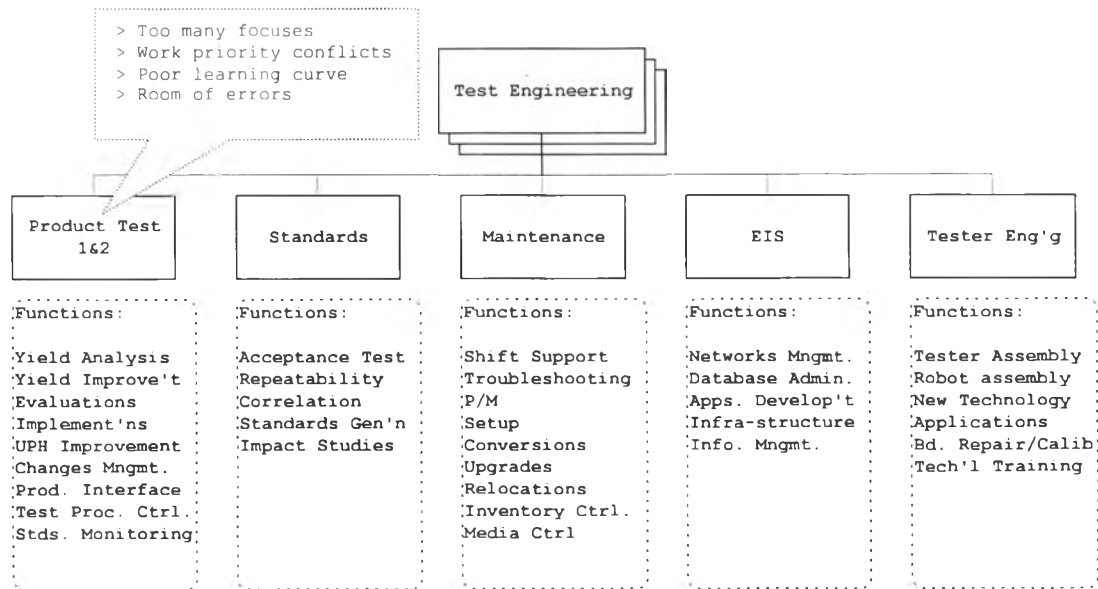 > Too many focuses
> Work priority conflicts
> Poor learning curve
> Room of errors
Test Engineering
Product Test
1&2
Standards
Maintenance
EIS
Tester Eng'g
Functions:
Yield Analysis
Yield Improve't
Evaluations
Implement'ns
UPH Improvement
Changes Mngmt.
Prod. Interface
Test Proc. Ctrl.
Stds. Monitoring
Functions:
Acceptance Test
Repeatability
Correlation
Standards Gen'n
Impact Studies
Functions:
Shift Support
Troubleshooting
P/M
Setup
Conversions
Upgrades
Relocations
Inventory Ctrl.
Media Ctrl
Functions:
Networks Mngmt.
Database Admin.
Apps. Develop't
Infra-structure
Info. Mngmt.
Functions:
Tester Assembly
Robot assembly
New Technology
Applications
Bd. Repair/Calib
Tech'l Training